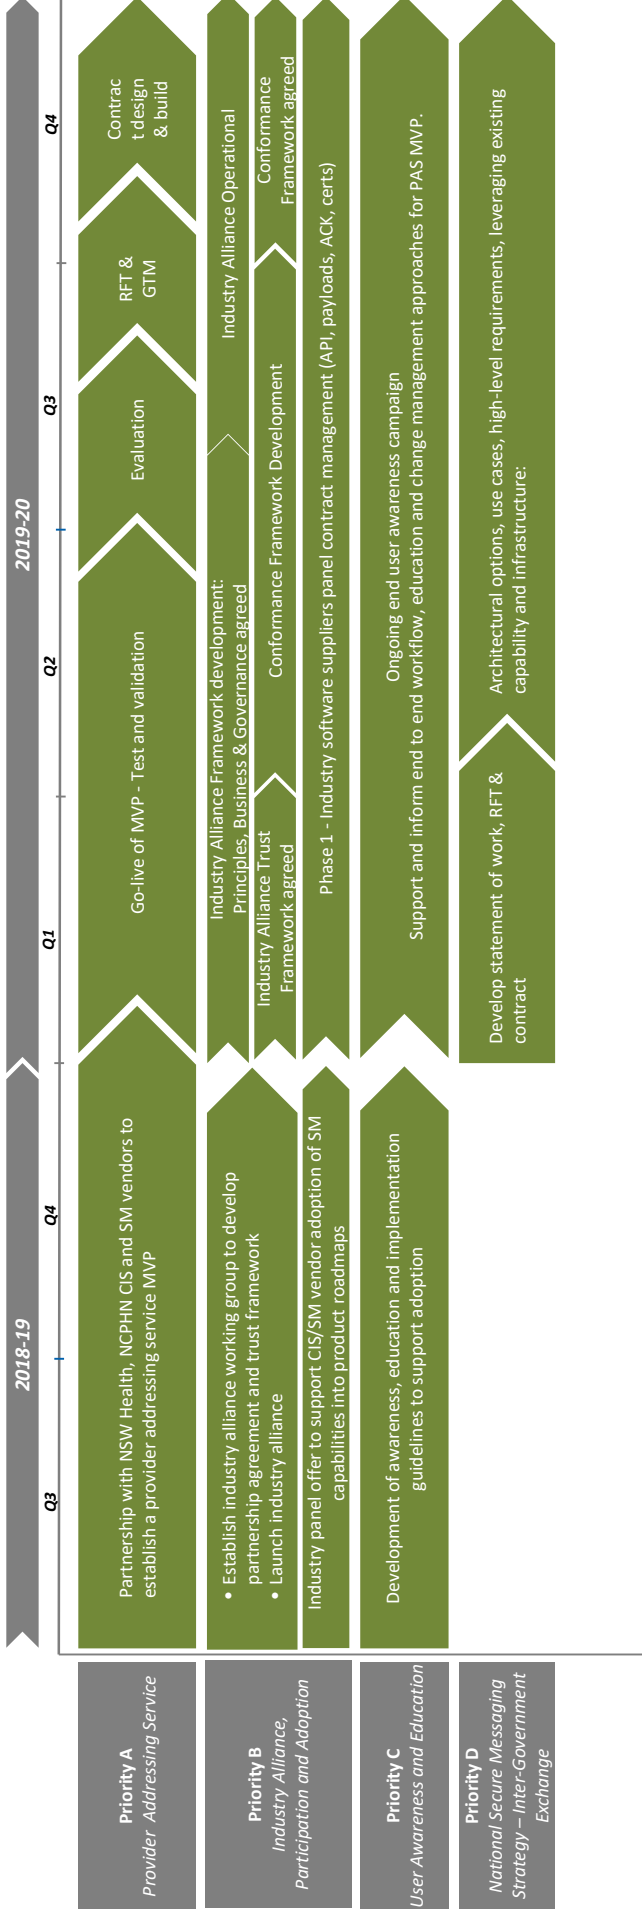 2018-19
2019-20
Q3
Q4
Q1
Q2
Q3
Q4
Priority A
Provider Addressing Service
Partnership with NSW Health, NCPHN CIS and SM vendors to
establish a provider addressing service MVP
Go-live of MVP - Test and validation
Evaluation
RFT &
GTM
Contrac
t design
& build
Priority B
Industry Alliance,
Participation and Adoption
• Establish industry alliance working group to develop
partnership agreement and trust framework
• Launch industry alliance
Industry Alliance Framework development:
Principles, Business & Governance agreed
Industry Alliance Operational
Industry Alliance Trust
Framework agreed
Conformance Framework Development
Conformance
Framework agreed
Industry panel offer to support CIS/SM vendor adoption of SM
capabilities into product roadmaps
Phase 1 - Industry software suppliers panel contract management (API, payloads, ACK, certs)
Priority C
User Awareness and Education
Development of awareness, education and implementation
guidelines to support adoption
Ongoing end user awareness campaign
Support and inform end to end workflow, education and change management approaches for PAS MVP.
Priority D
National Secure Messaging
Strategy – Inter-Government
Exchange
Develop statement of work, RFT &
contract
Architectural options, use cases, high-level requirements, leveraging existing
capability and infrastructure: